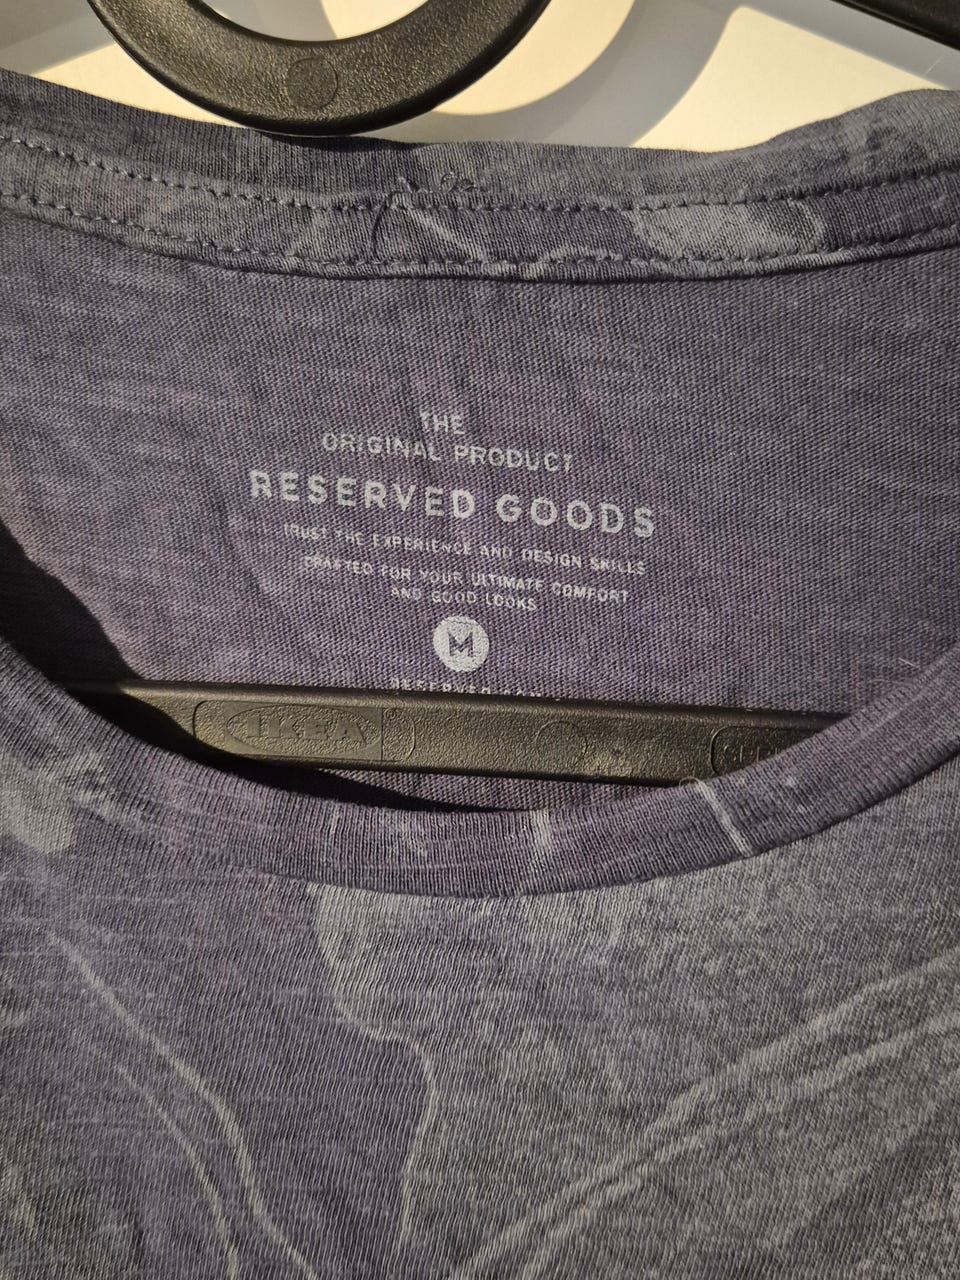 THE
ORIGINAL PRODUCT
RESERVED GOODS
TRUST THE EXPERIENCE AND DESIGN SKILLS
CRAFTED FOR YOUR ULTIMATE COMFORT
AND GOOD LOOKS
M
RESERVED
IKEA